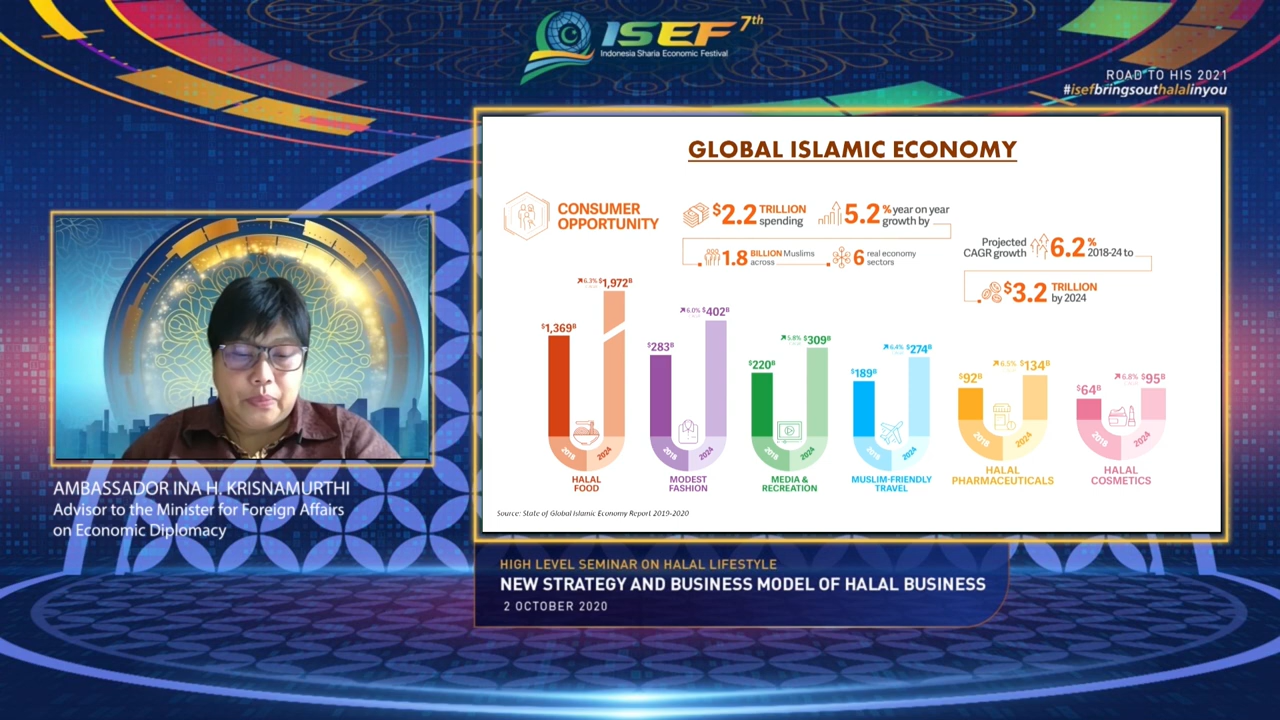 ISEF 7th
Indonesia Sharia Economic Festival
ROAD TO HIS 2021
#isefbringsouthalalinyou
GLOBAL ISLAMIC ECONOMY
CONSUMER
OPPORTUNITY
$2.2 TRILLION
spending
5.2% year on year
growth by
1.8 BILLION Muslims
across
6 real economy
sectors
Projected
CAGR growth
6.2%
2018-24 to
$3.2 TRILLION
by 2024
$1,369B
6.3%
$1,972B
2018
2024
HALAL
FOOD
$283B
6.0%
$402B
2018
2024
MODEST
FASHION
$220B
5.8%
$309B
2018
2024
MEDIA &
RECREATION
$189B
6.4%
$274B
2018
2024
MUSLIM-FRIENDLY
TRAVEL
$92B
6.5%
$134B
2018
2024
HALAL
PHARMACEUTICALS
$64B
6.8%
$95B
2018
2024
HALAL
COSMETICS
Source: State of Global Islamic Economy Report 2019-2020
AMBASSADOR INA H. KRISNAMURTHI
Advisor to the Minister for Foreign Affairs
on Economic Diplomacy
HIGH LEVEL SEMINAR ON HALAL LIFESTYLE
NEW STRATEGY AND BUSINESS MODEL OF HALAL BUSINESS
2 OCTOBER 2020